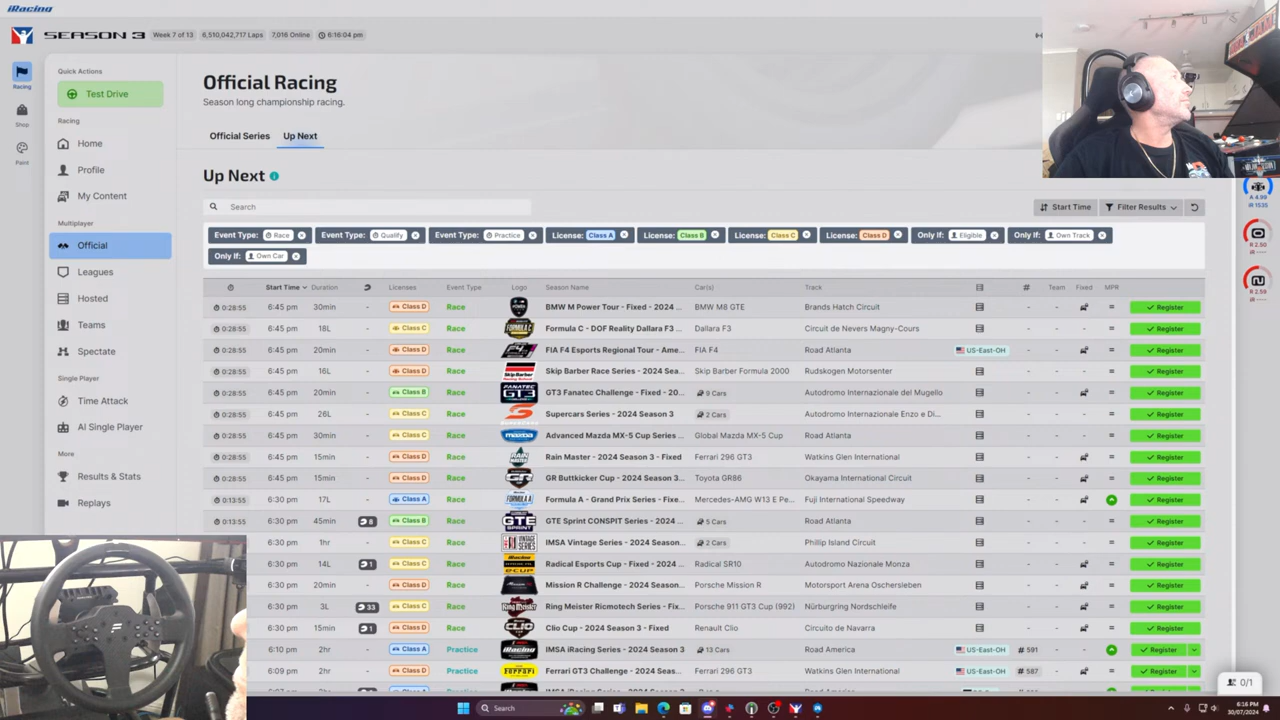 iRacing
SEASON 3 Week 7 of 13 6,510,042,717 Laps 7,016 Online 6:16:04 pm
Racing
Shop
Paint
Quick Actions
Test Drive
Racing
Home
Profile
My Content
Multiplayer
Official
Leagues
Hosted
Teams
Spectate
Single Player
Time Attack
AI Single Player
More
Results & Stats
Replays
Official Racing
Season long championship racing.
Official Series Up Next
Up Next
Search Start Time Filter Results
Event Type: Race Event Type: Qualify Event Type: Practice License: Class A License: Class B License: Class C License: Class D Only If: Eligible Only If: Own Track
Only If: Own Car
Start Time Duration Licenses Event Type Logo Season Name Car(s) Track # Team Fixed MPR
0:28:55 6:45 pm 30min - Class D Race BMW M Power Tour - Fixed - 2024 ... BMW M8 GTE Brands Hatch Circuit - - = Register
0:28:55 6:45 pm 18L - Class C Race Formula C - DOF Reality Dallara F3 ... Dallara F3 Circuit de Nevers Magny-Cours - - - = Register
0:28:55 6:45 pm 20min - Class D Race FIA F4 Esports Regional Tour - Ame... FIA F4 Road Atlanta US-East-OH - - = Register
0:28:55 6:45 pm 16L - Class D Race Skip Barber Race Series - 2024 Sea... Skip Barber Formula 2000 Rudskogen Motorsenter - - - = Register
0:28:55 6:45 pm 20min - Class B Race GT3 Fanatec Challenge - Fixed - 20... 9 Cars Autodromo Internazionale del Mugello - - = Register
0:28:55 6:45 pm 26L - Class C Race Supercars Series - 2024 Season 3 2 Cars Autodromo Internazionale Enzo e Di... - - - = Register
0:28:55 6:45 pm 30min - Class C Race Advanced Mazda MX-5 Cup Series ... Global Mazda MX-5 Cup Road Atlanta - - - = Register
0:28:55 6:45 pm 15min - Class D Race Rain Master - 2024 Season 3 - Fixed Ferrari 296 GT3 Watkins Glen International - - = Register
0:28:55 6:45 pm 15min - Class D Race GR Buttkicker Cup - 2024 Season 3... Toyota GR86 Okayama International Circuit - - = Register
0:13:55 6:30 pm 17L - Class A Race Formula A - Grand Prix Series - Fixe... Mercedes-AMG W13 E Pe... Fuji International Speedway - - Register
0:13:55 6:30 pm 45min 8 Class B Race GTE Sprint CONSPIT Series - 2024 ... 5 Cars Road Atlanta - - - = Register
6:30 pm 1hr - Class C Race IMSA Vintage Series - 2024 Season ... 2 Cars Phillip Island Circuit - - - = Register
6:30 pm 14L 1 Class C Race Radical Esports Cup - Fixed - 2024 ... Radical SR10 Autodromo Nazionale Monza - - = Register
6:30 pm 20min - Class D Race Mission R Challenge - 2024 Season... Porsche Mission R Motorsport Arena Oschersleben - - = Register
6:30 pm 3L 33 Class C Race Ring Meister Ricmotech Series - Fix... Porsche 911 GT3 Cup (992) Nürburgring Nordschleife - - = Register
6:30 pm 15min 1 Class D Race Clio Cup - 2024 Season 3 - Fixed Renault Clio Circuito de Navarra - - = Register
6:10 pm 2hr - Class A Practice IMSA iRacing Series - 2024 Season 3 13 Cars Road America US-East-OH # 591 - - Register
6:09 pm 2hr - Class D Practice Ferrari GT3 Challenge - Fixed - 2024 ... Ferrari 296 GT3 Watkins Glen International US-East-OH # 587 - = Register
A 4.99
iR 1535
R 2.50
R 2.59
0/1
Search
6:16 PM
30/07/2024